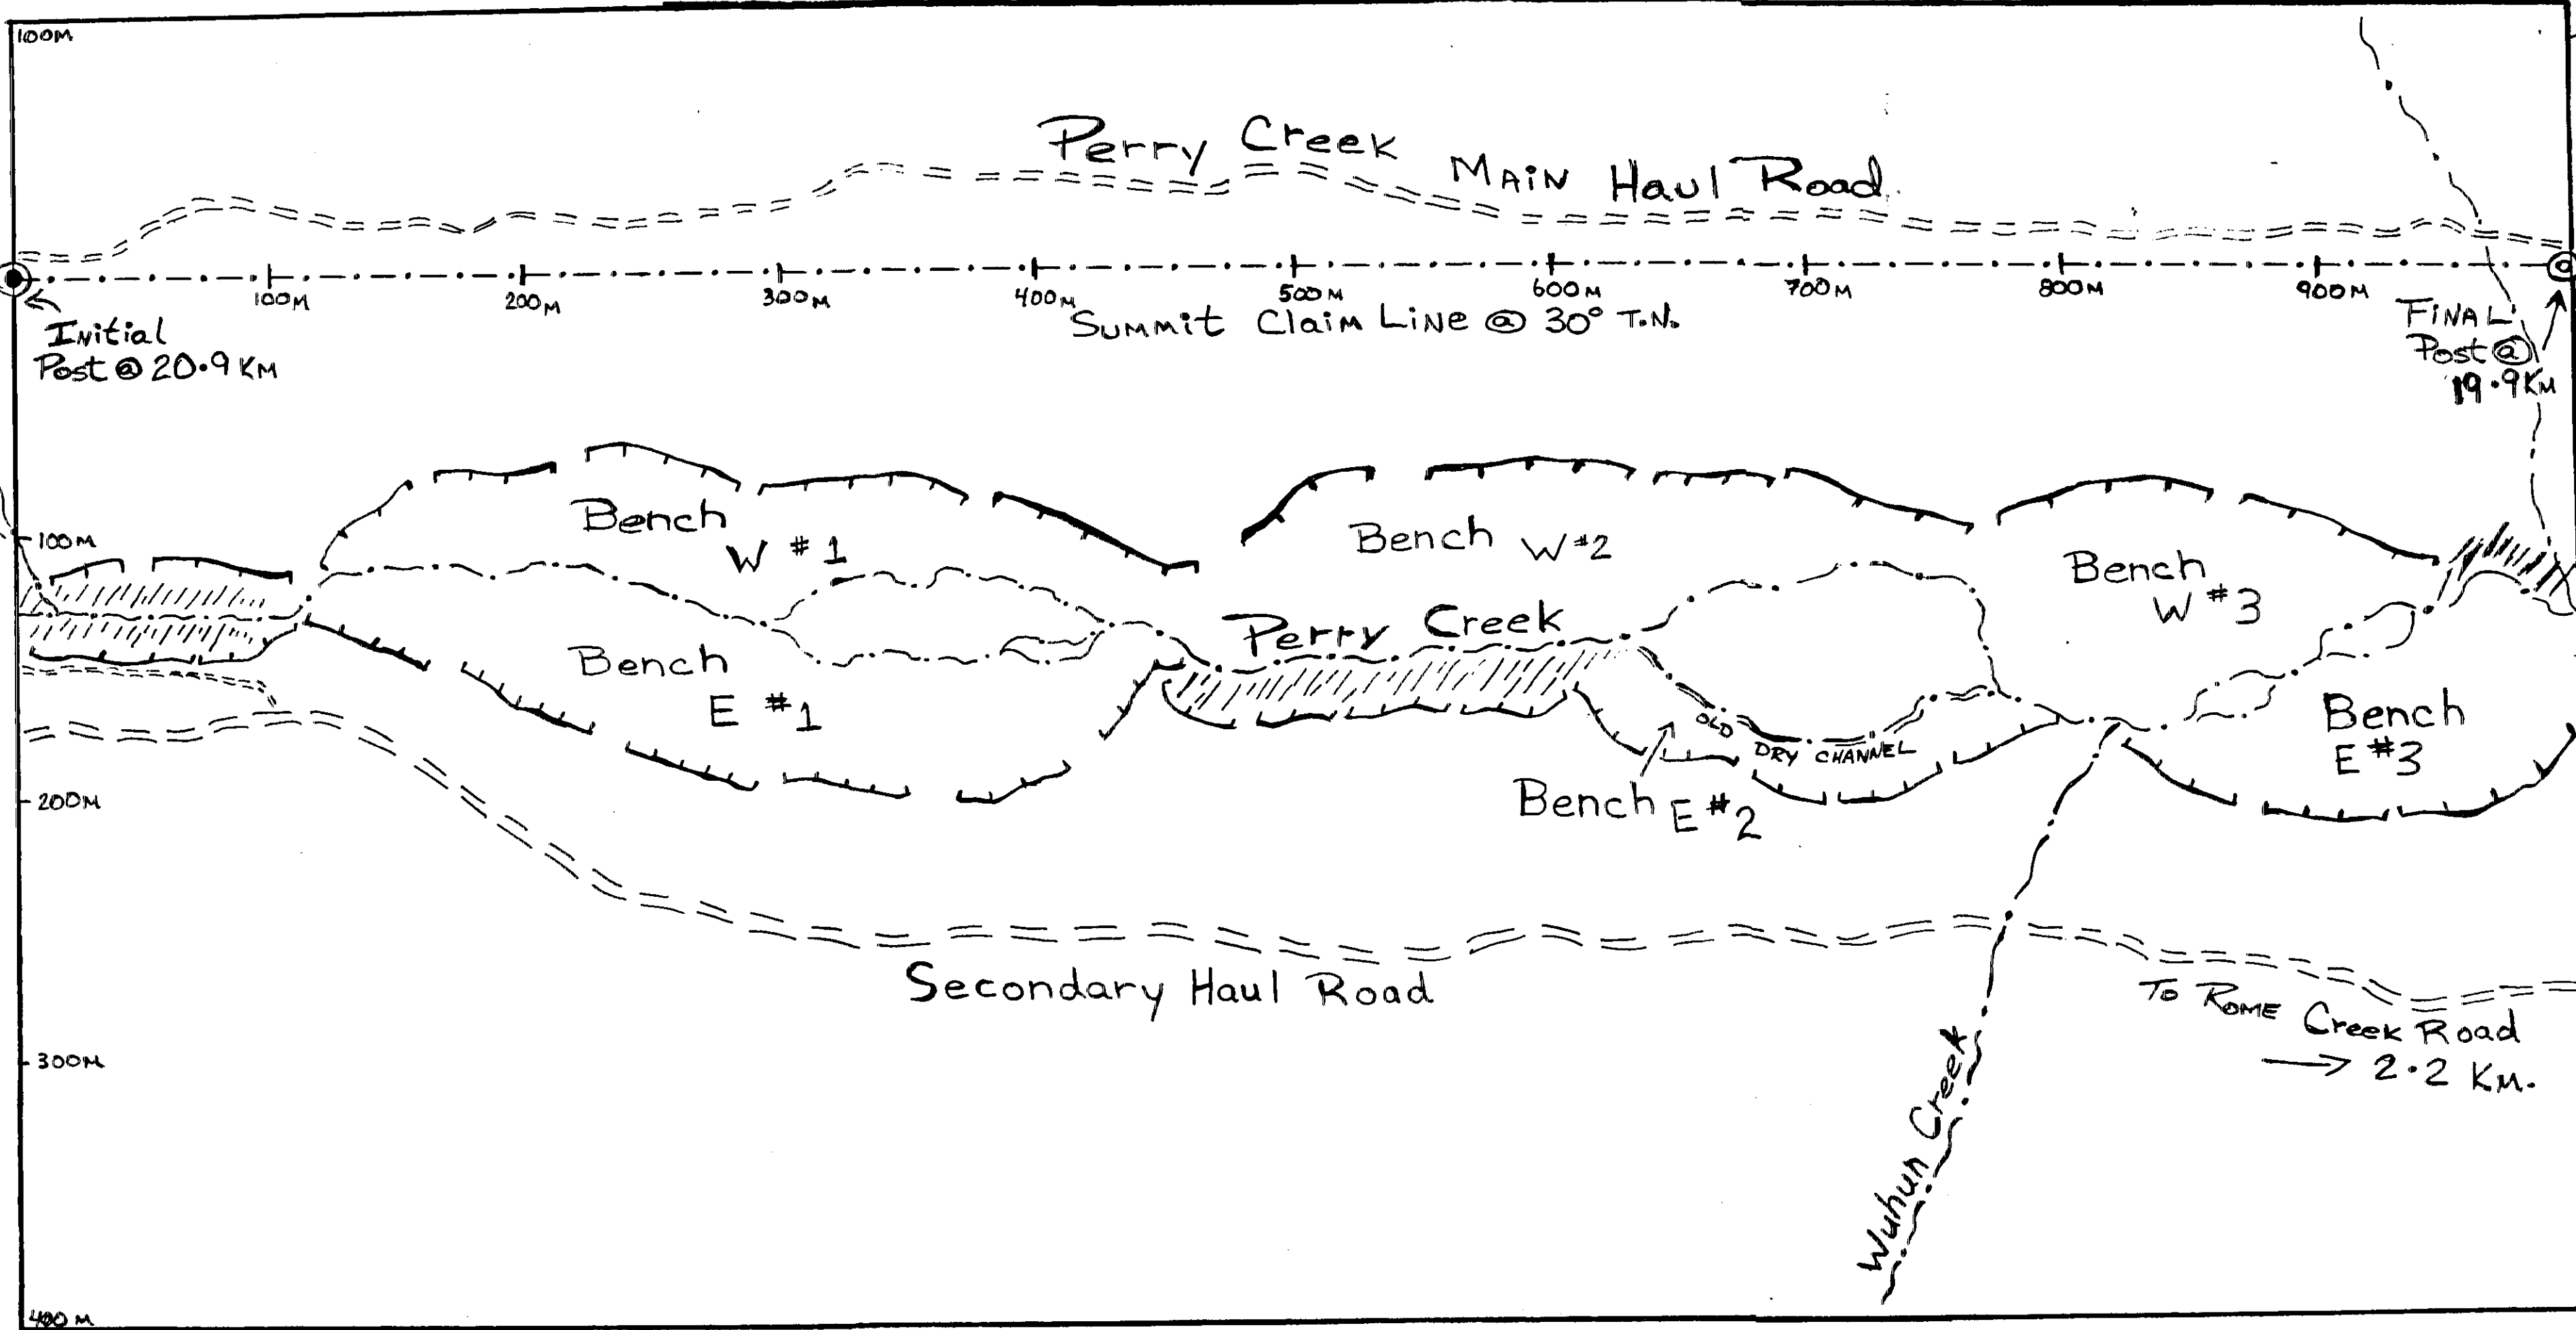 100M
Perry Creek
MAIN Haul Road
100M
200M
300M
400M
500M
600M
700M
800M
900M
Summit Claim Line @ 30° T.N.
Initial
Post @ 20.9 KM
FINAL
Post @
19.9 KM
100M
Bench
W #1
Bench W #2
Bench
W #3
Perry Creek
Bench
E #1
OLD DRY CHANNEL
Bench E #2
Bench
E #3
200M
Secondary Haul Road
To ROME Creek Road
→ 2.2 KM.
300M
Wuhun Creek
400M